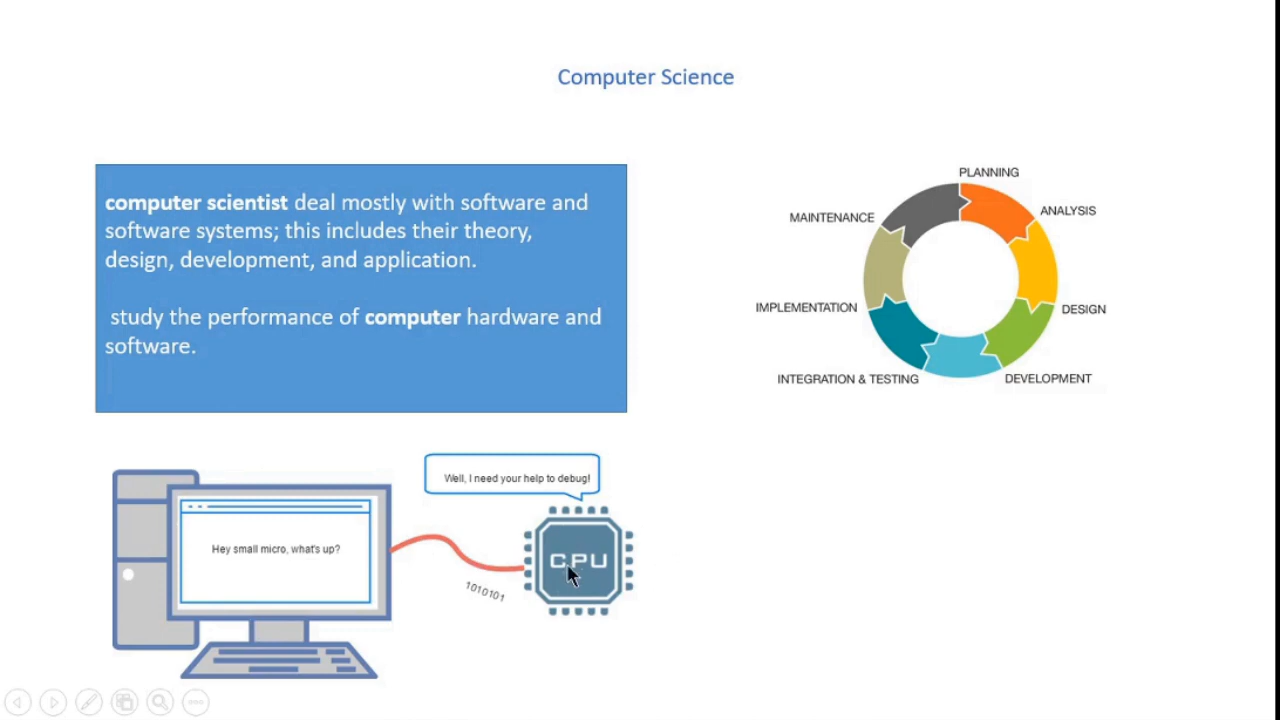 Computer Science
computer scientist deal mostly with software and
software systems; this includes their theory,
design, development, and application.
study the performance of computer hardware and
software.
PLANNING
MAINTENANCE
ANALYSIS
IMPLEMENTATION
DESIGN
INTEGRATION & TESTING
DEVELOPMENT
Well, I need your help to debug!
Hey small micro, what's up?
CPU
1010101